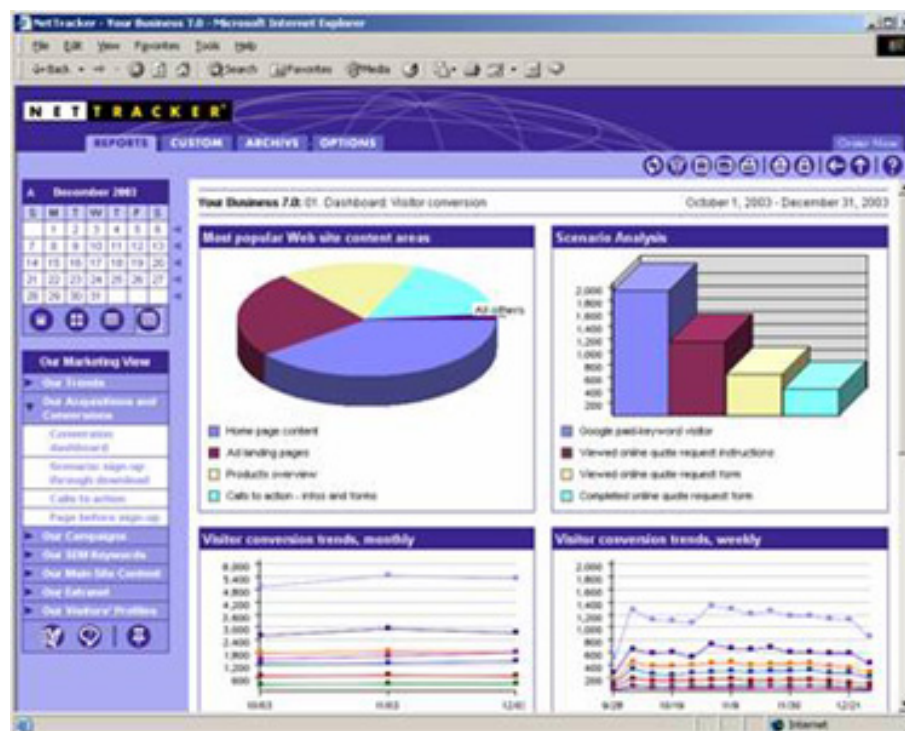 NetTracker - Your Business 7.0 - Microsoft Internet Explorer
File Edit View Favorites Tools Help
Back Search Favorites Media
NETTRACKER
REPORTS CUSTOM ARCHIVE OPTIONS Order Now
December 2003
S M T W T F S
1 2 3 4 5 6
7 8 9 10 11 12 13
14 15 16 17 18 19 20
21 22 23 24 25 26 27
28 29 30 31
Our Marketing View
Our Trends
Our Acquisitions and
Conversions
Conversion
dashboard
Scenario: sign-up
through download
Calls to action
Page before sign-up
Our Campaigns
Our SEM Keywords
Our Main Site Content
Our Extranet
Our Visitors' Profiles
Your Business 7.0: 01. Dashboard: Visitor conversion October 1, 2003 - December 31, 2003
Most popular Web site content areas
All others
Home page content
Ad landing pages
Products overview
Calls to action - infos and forms
Scenario Analysis
2,000
1,800
1,600
1,400
1,200
1,000
800
600
400
200
Google paid-keyword visitor
Viewed online quote request instructions
Viewed online quote request form
Completed online quote request form
Visitor conversion trends, monthly
6,000
5,400
4,800
4,200
3,600
3,000
2,400
1,800
1,200
600
10/03 11/03 12/03
Visitor conversion trends, weekly
2,000
1,800
1,600
1,400
1,200
1,000
800
600
400
200
9/28 10/19 11/9 11/30 12/21
Internet